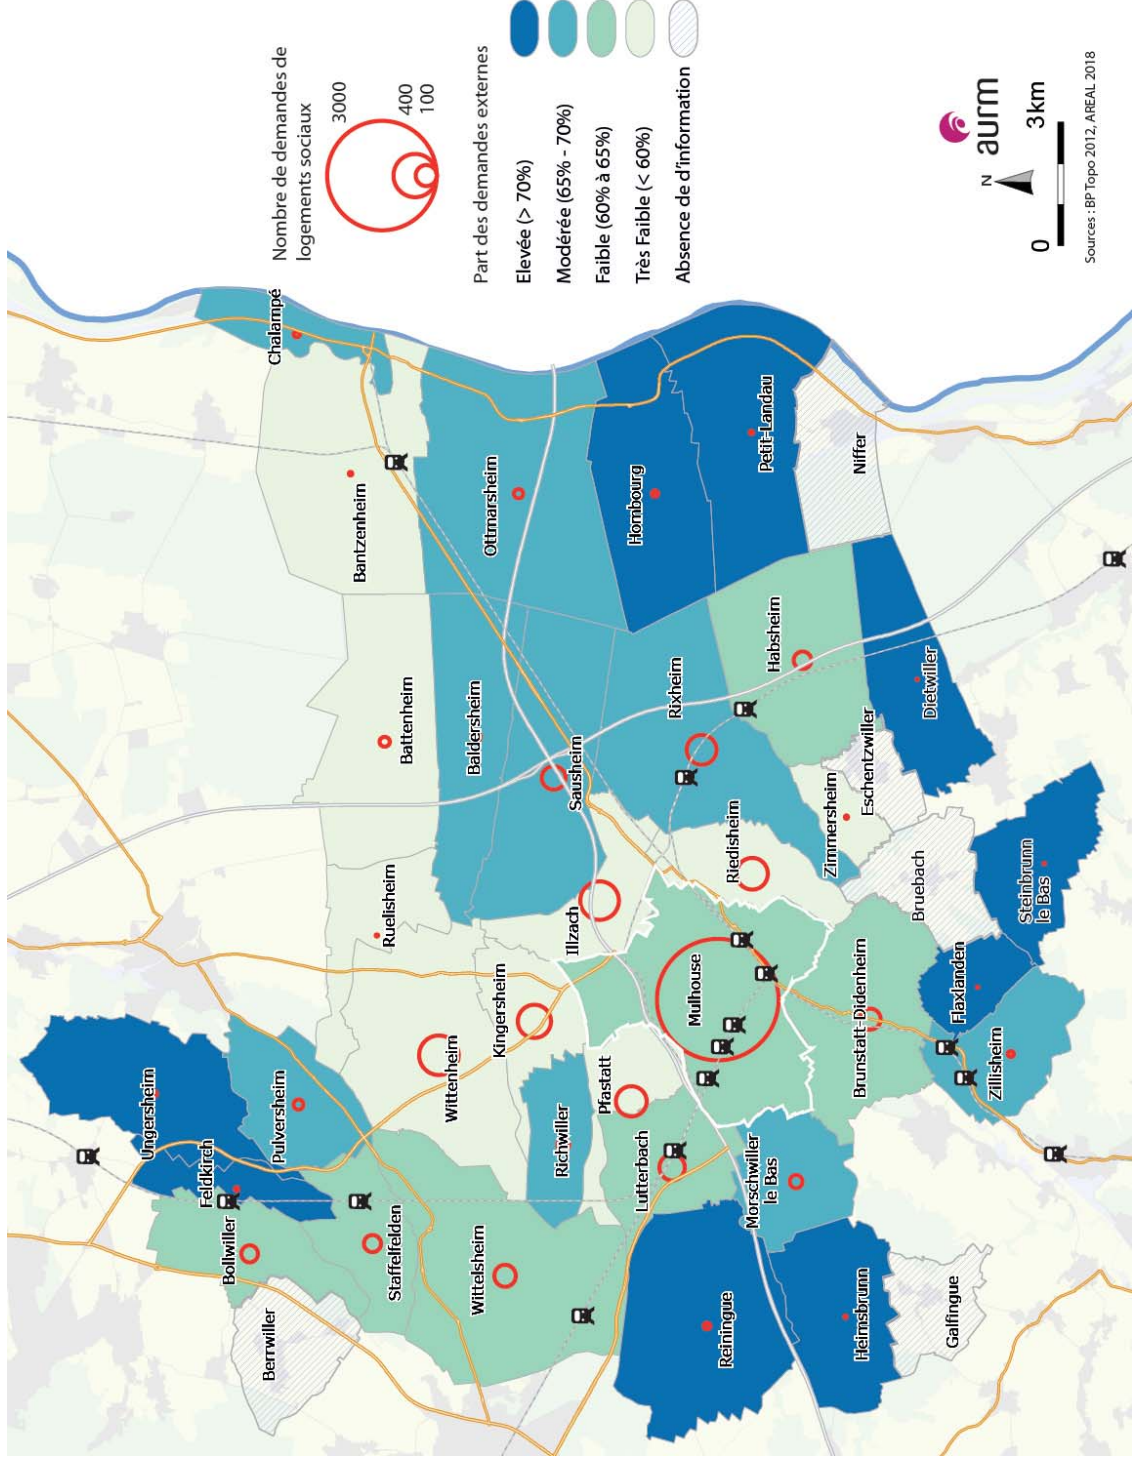 Nombre de demandes de
logements sociaux
3000
400
100
Part des demandes externes
Elevée (> 70%)
Modérée (65% - 70%)
Faible (60% à 65%)
Très Faible (< 60%)
Absence de d'information
N
aurm
0
3km
Sources : BP Topo 2012, AREAL 2018
Chalampé
Bantzenheim
Battenheim
Ruelisheim
Ungersheim
Pulversheim
Feldkirch
Bollwiller
Berrwiller
Staffelfelden
Wittelsheim
Wittenheim
Kingersheim
Richwiller
Pfastatt
Lutterbach
Illzach
Baldersheim
Sausheim
Ottmarsheim
Hombourg
Petit-Landau
Niffer
Rixheim
Habsheim
Riedisheim
Zimmersheim
Eschentzwiller
Dietwiller
Bruebach
Steinbrunn
le Bas
Flaxlanden
Mulhouse
Brunstatt-Didenheim
Zillisheim
Morschwiller
le Bas
Reiningue
Heimsbrunn
Galfingue